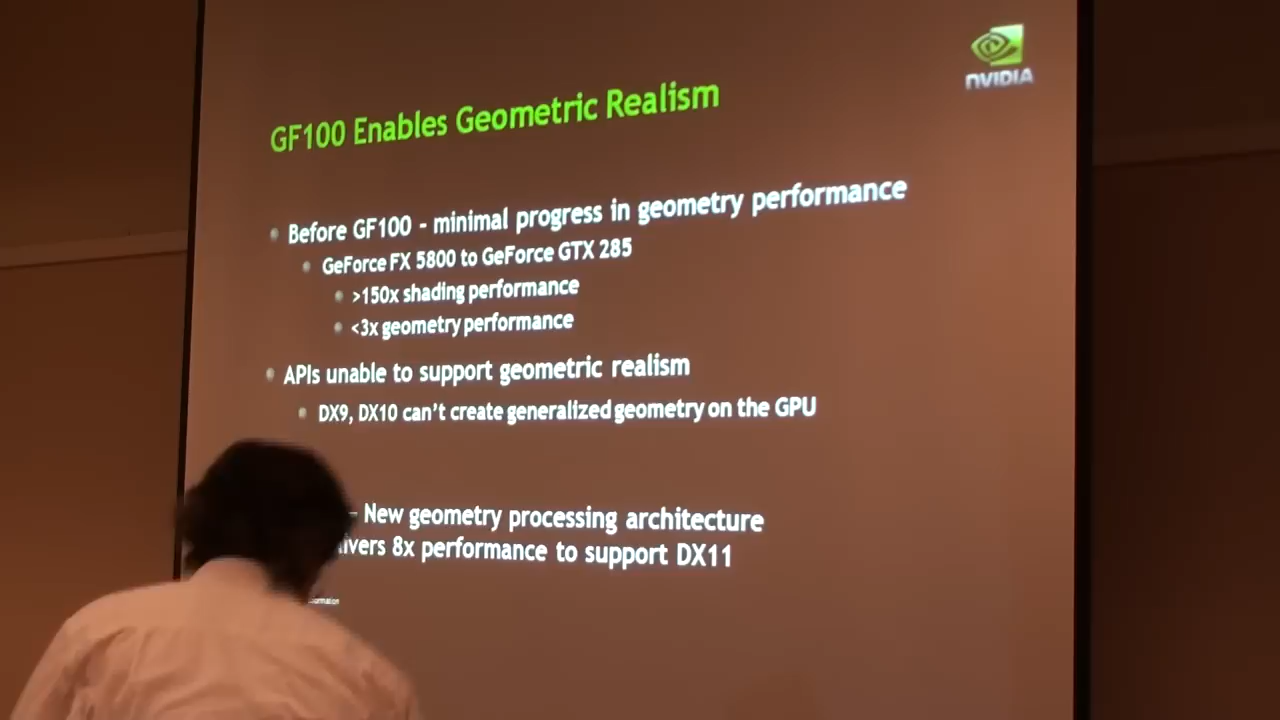 NVIDIA
GF100 Enables Geometric Realism
Before GF100 - minimal progress in geometry performance
GeForce FX 5800 to GeForce GTX 285
>150x shading performance
<3x geometry performance
APIs unable to support geometric realism
DX9, DX10 can't create generalized geometry on the GPU
- New geometry processing architecture
ivers 8x performance to support DX11